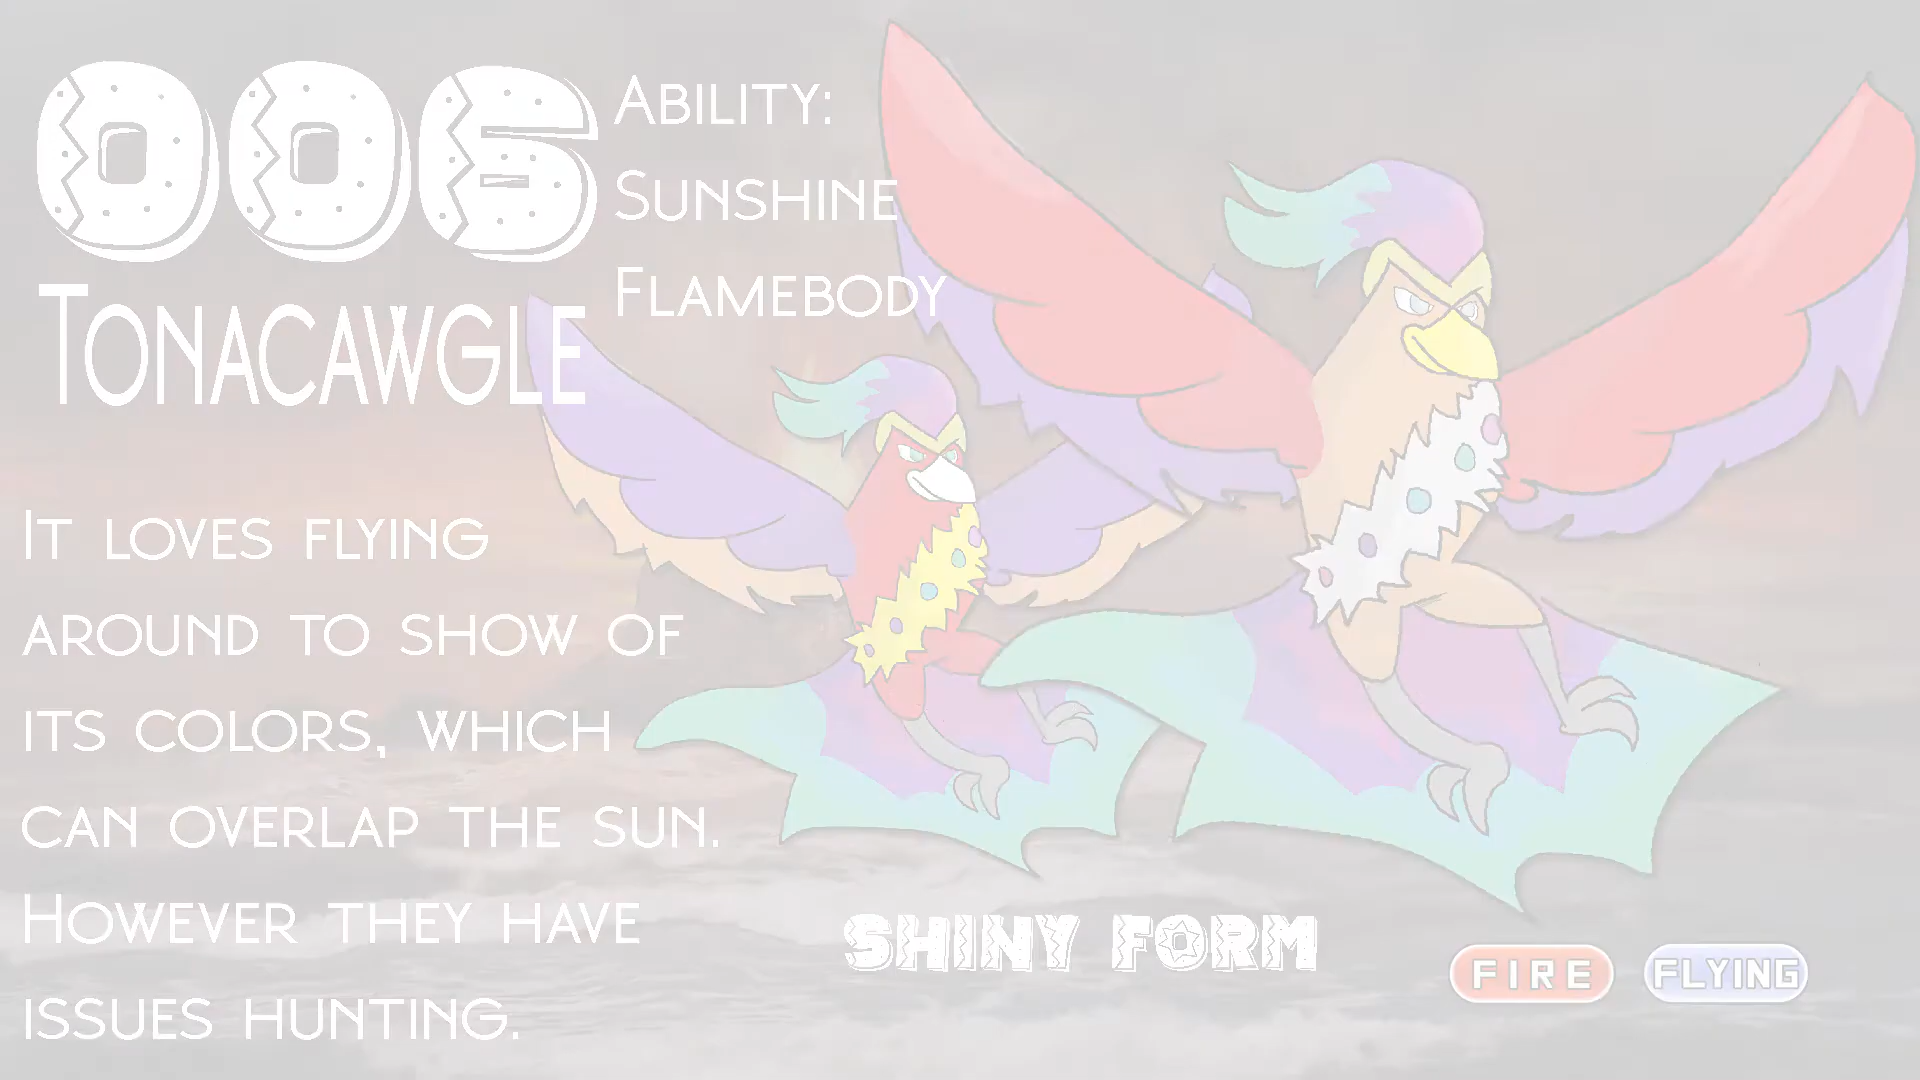 006
TONACAWGLE
ABILITY:
SUNSHINE
FLAMEBODY
IT LOVES FLYING
AROUND TO SHOW OF
ITS COLORS, WHICH
CAN OVERLAP THE SUN.
HOWEVER THEY HAVE
ISSUES HUNTING.
SHINY FORM
FIRE
FLYING